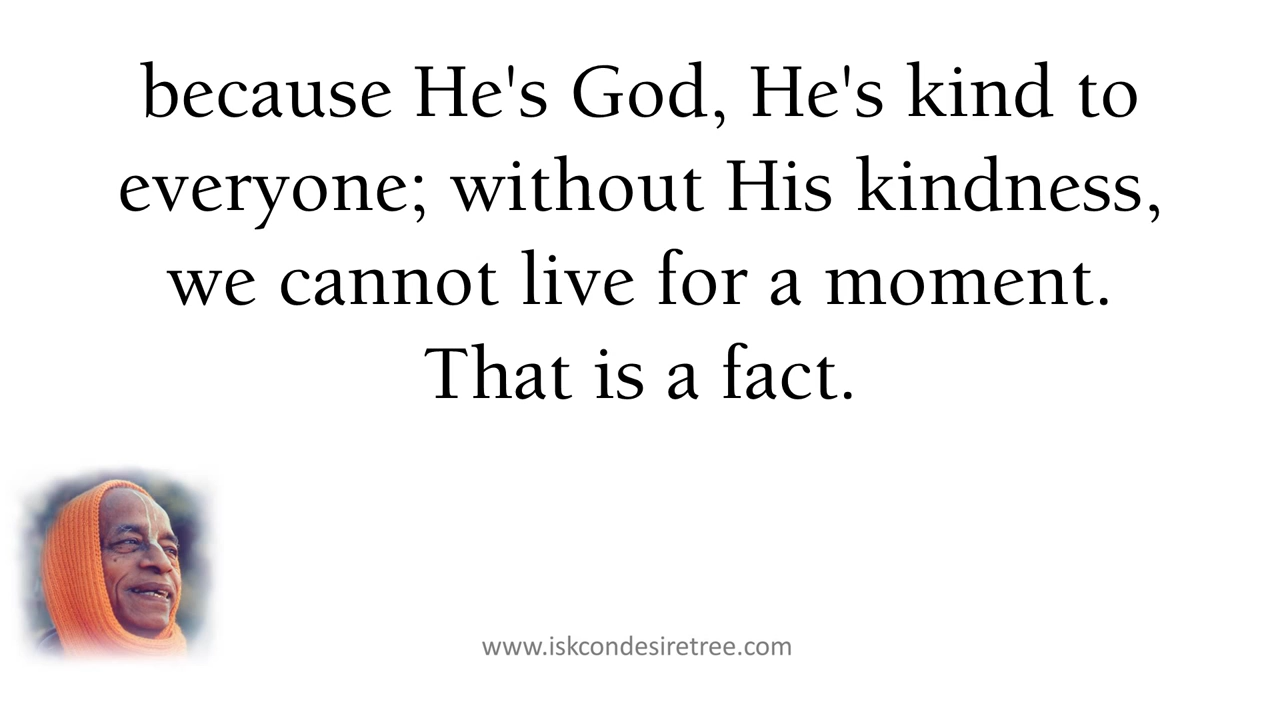 because He's God, He's kind to
everyone; without His kindness,
we cannot live for a moment.
That is a fact.
www.iskcondesiretree.com